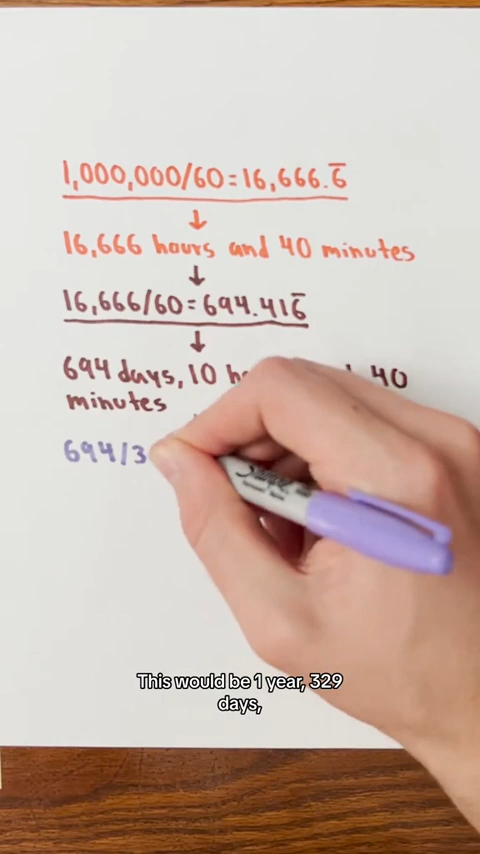 1,000,000/60=16,666.6̅
↓
16,666 hours and 40 minutes
↓
16,666/60=694.416̅
↓
694 days, 10 40
minutes
694/3
Sharpie
This would be 1 year, 329
days,